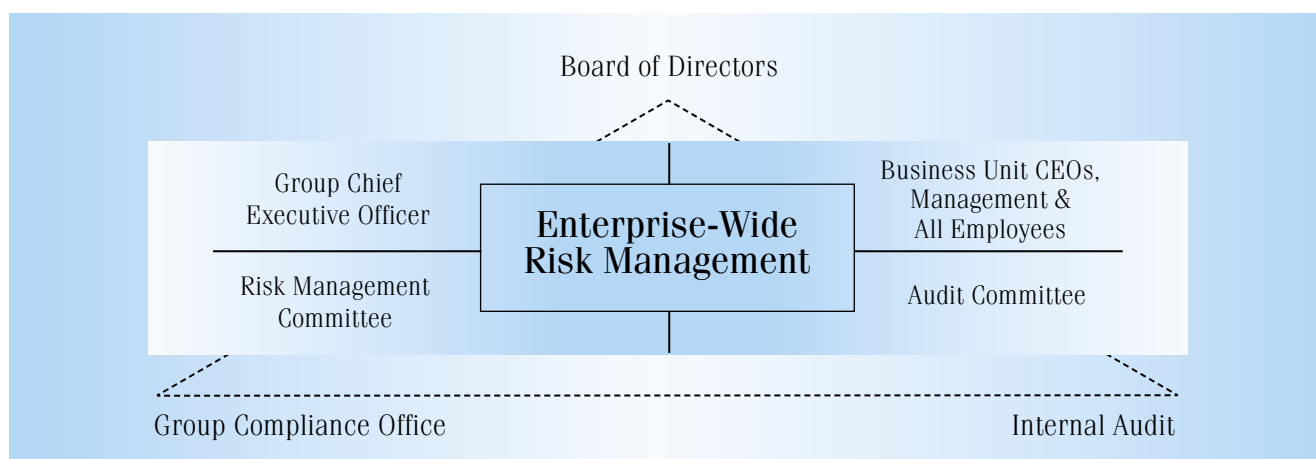 Board of Directors
Group Chief
Executive Officer
Business Unit CEOs,
Management &
All Employees
Enterprise-Wide
Risk Management
Risk Management
Committee
Audit Committee
Group Compliance Office
Internal Audit